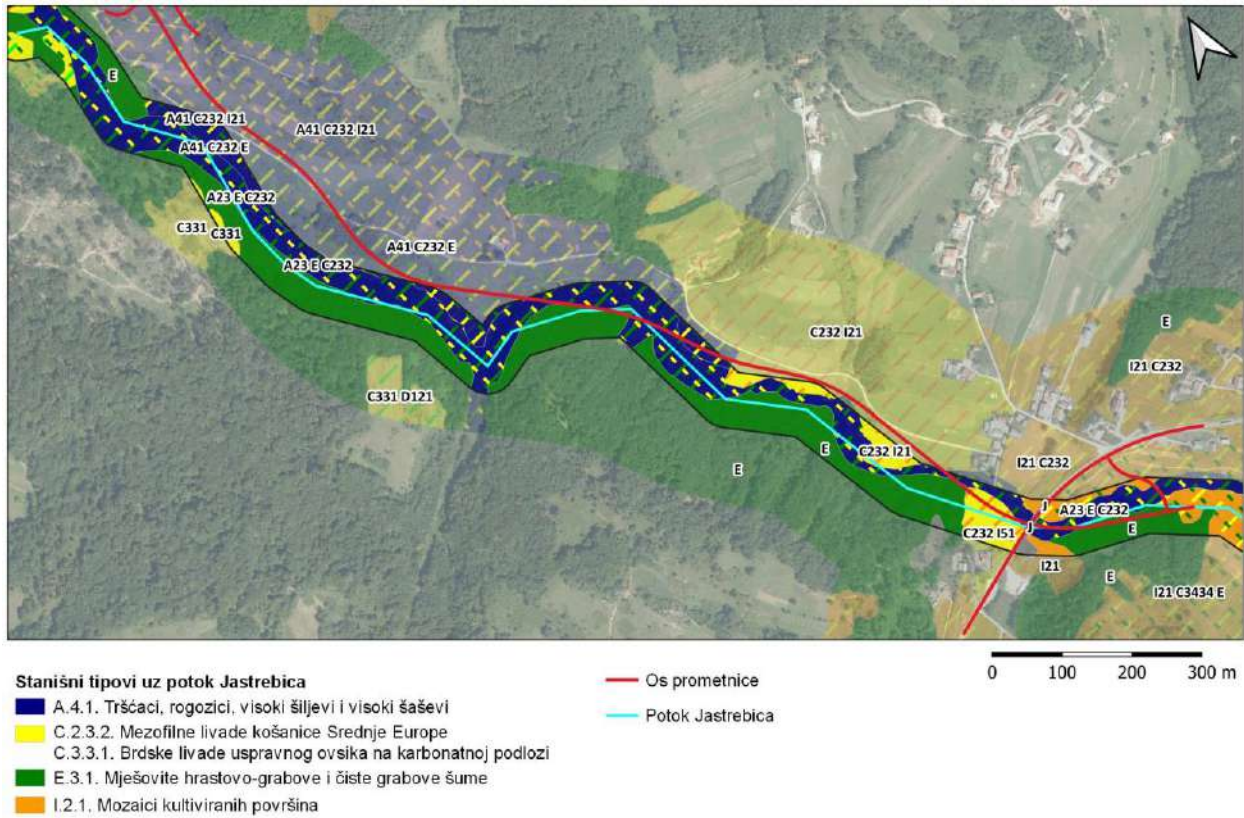 E
A41 C232 I21
A41 C232 I21
A41 C232 E
A23 E C232
C331
C331
A41 C232 E
A23 E C232
C232 I21
E
I21 C232
C331 D121
C232 I21
E
E
I21 C232
J
A23 E C232
J
E
C232 I51
I21
E
I21 C3434 E
0 100 200 300 m
Stanišni tipovi uz potok Jastrebica
A.4.1. Tršćaci, rogozici, visoki šiljevi i visoki šaševi
C.2.3.2. Mezofilne livade košanice Srednje Europe
C.3.3.1. Brdske livade uspravnog ovsika na karbonatnoj podlozi
E.3.1. Mješovite hrastovo-grabove i čiste grabove šume
I.2.1. Mozaici kultiviranih površina
Os prometnice
Potok Jastrebica